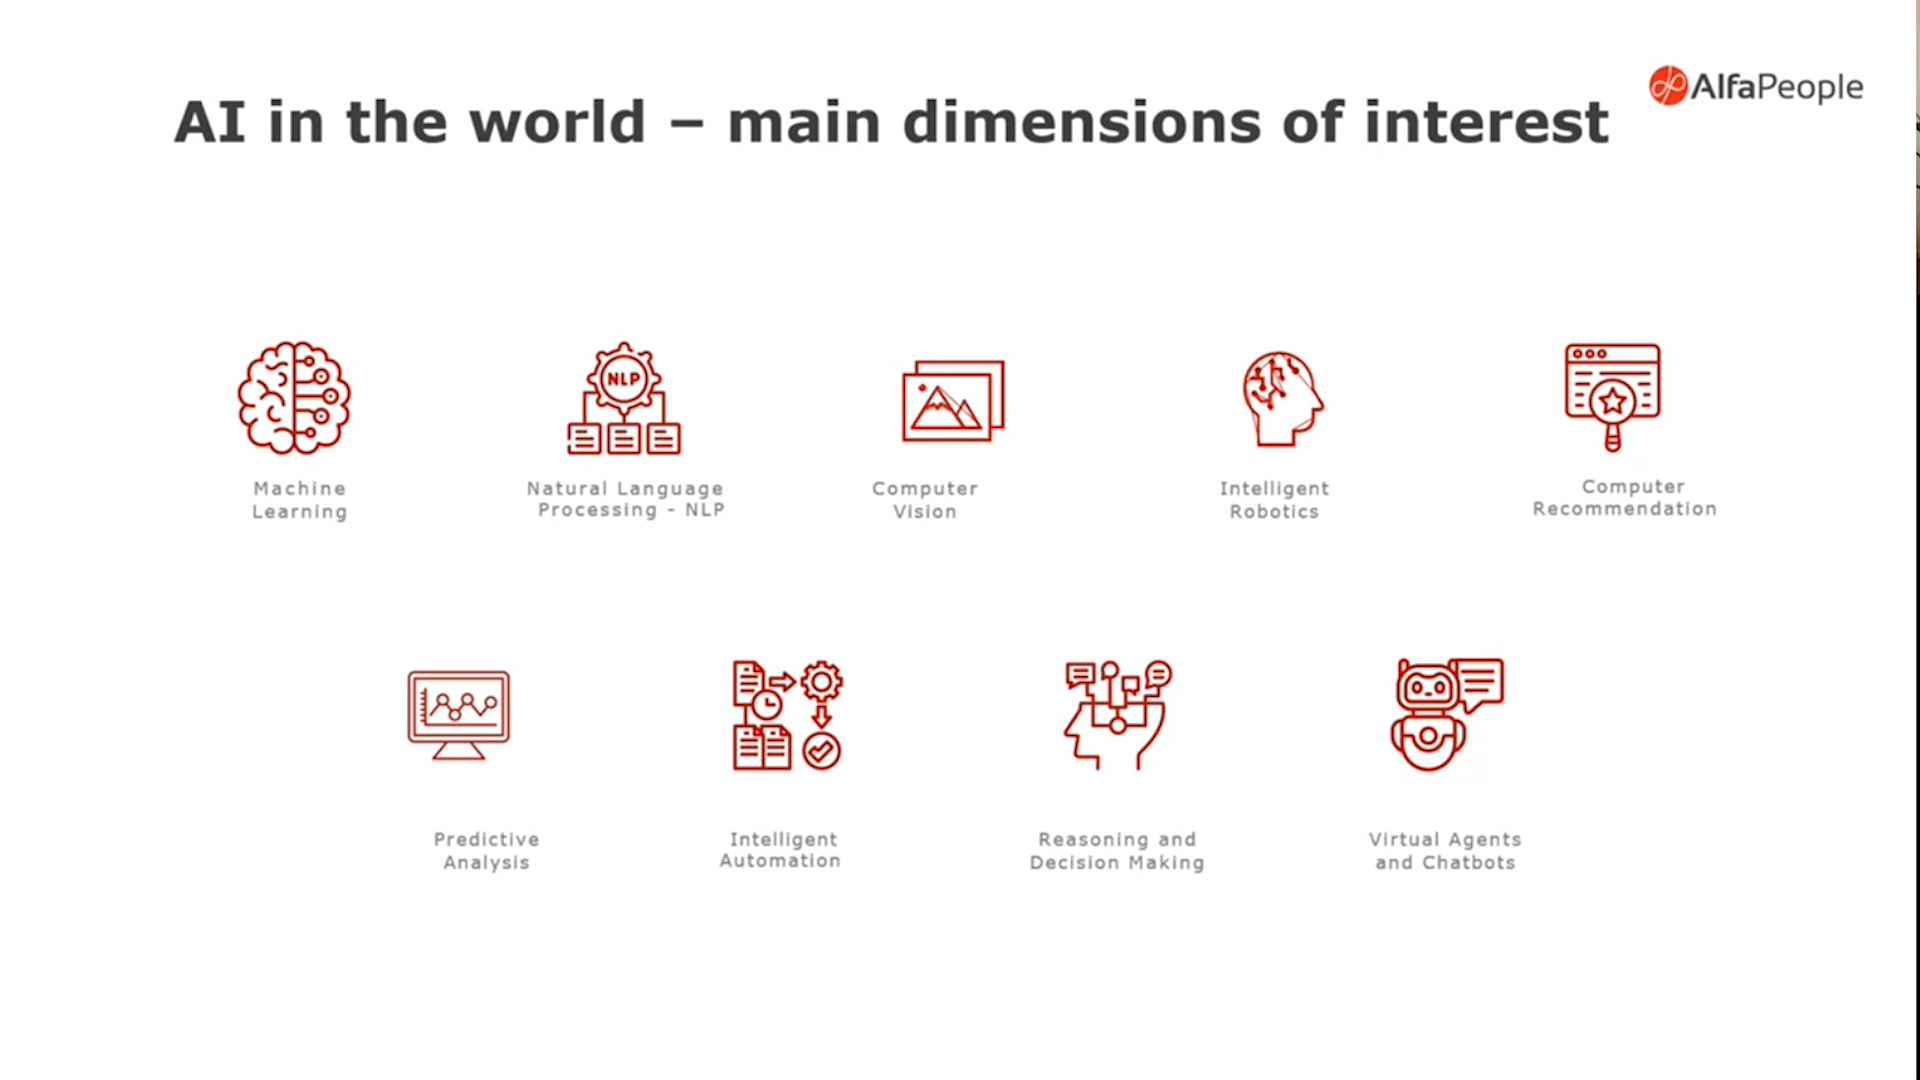 AlfaPeople
AI in the world – main dimensions of interest
NLP
Machine
Learning
Natural Language
Processing - NLP
Computer
Vision
Intelligent
Robotics
Computer
Recommendation
Predictive
Analysis
Intelligent
Automation
Reasoning and
Decision Making
Virtual Agents
and Chatbots